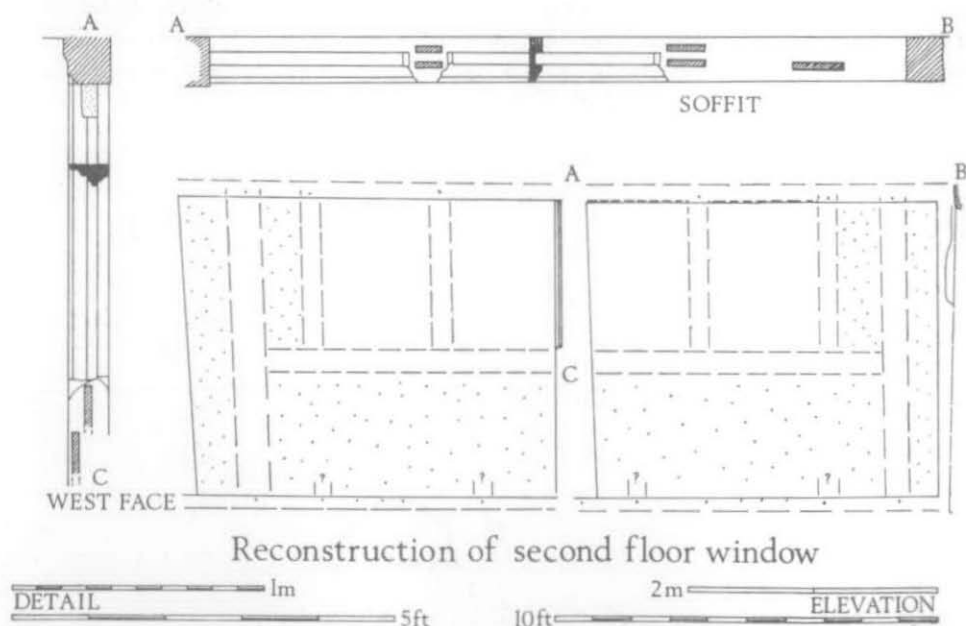 A
A
B
SOFFIT
A
B
C
C
WEST FACE
? ? ? ?
Reconstruction of second floor window
1m
2m
DETAIL
ELEVATION
5ft
10ft